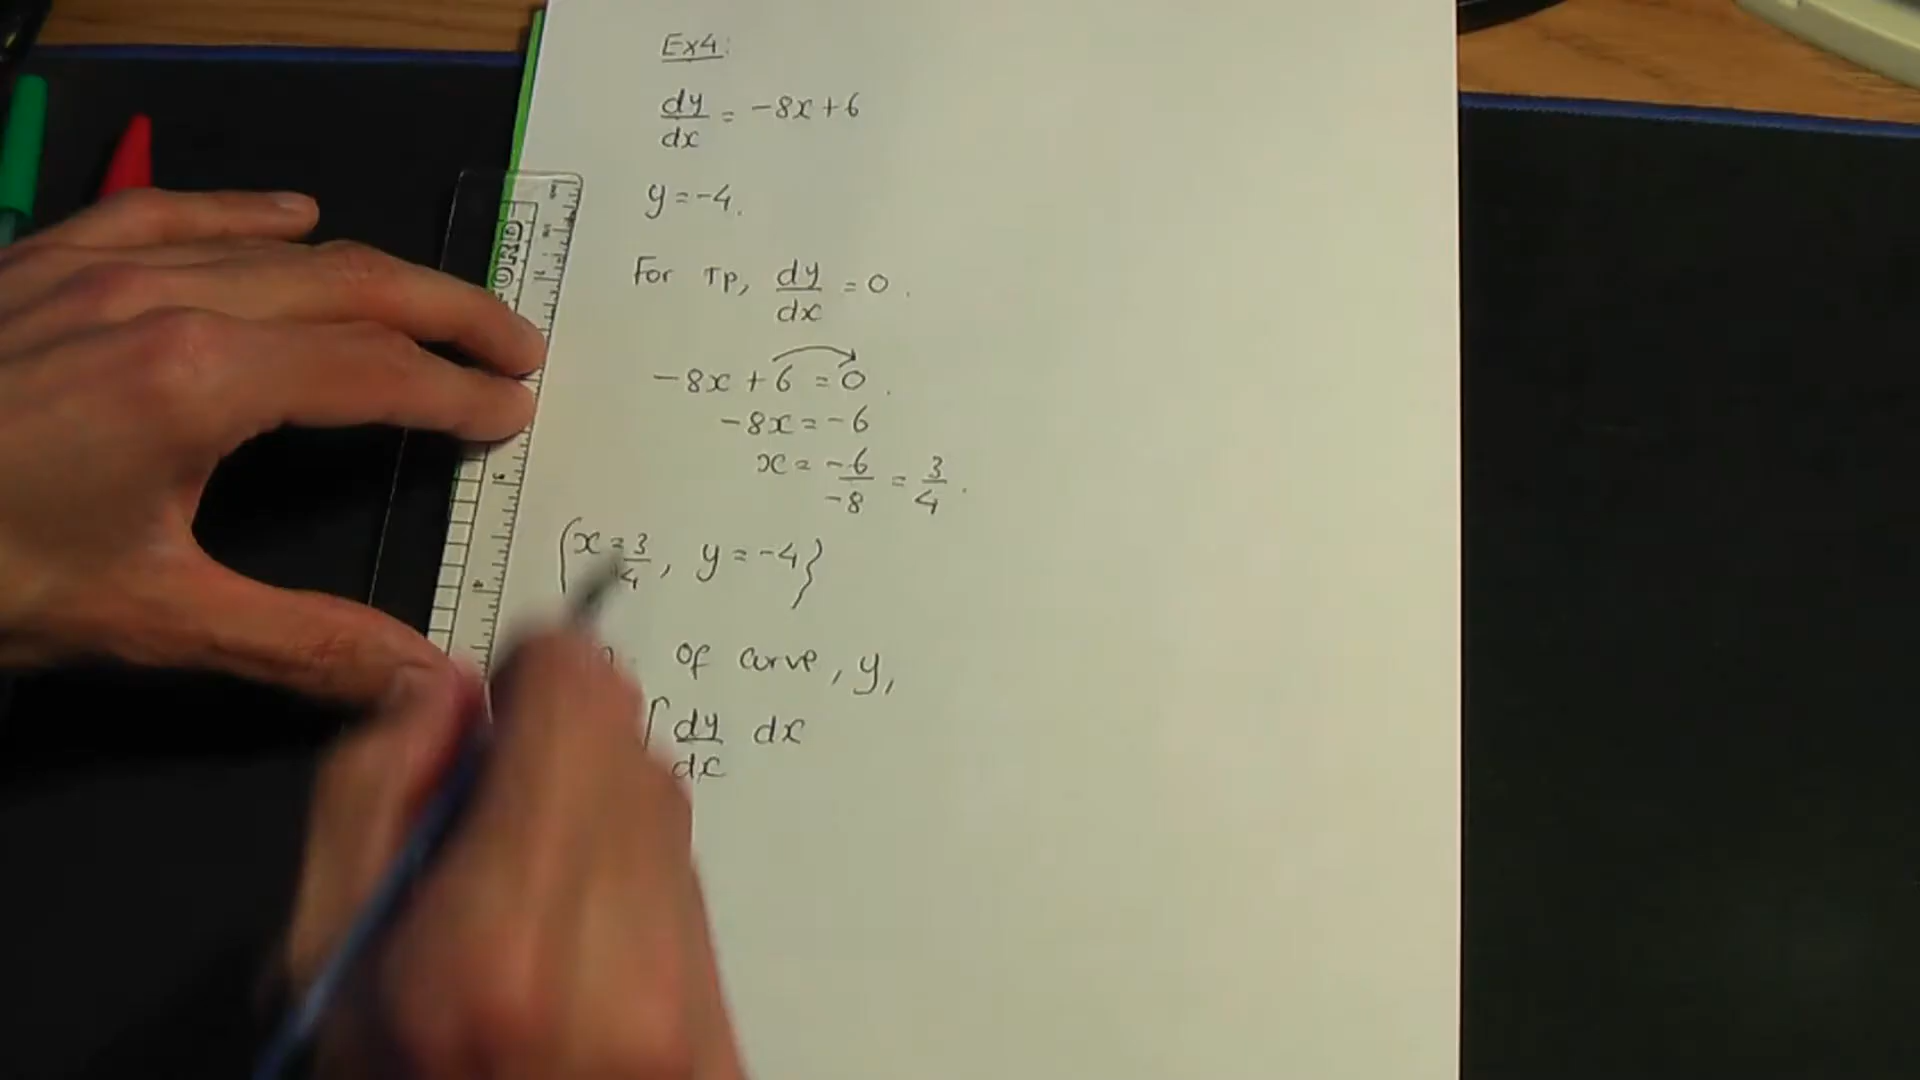 Ex4:
dy/dx = -8x+6
y=-4.
For TP, dy/dx = 0.
-8x+6=0.
-8x=-6
x = -6/-8 = 3/4.
{x=3/4, y=-4}
of curve, y,
∫ dy/dx dx
ORD